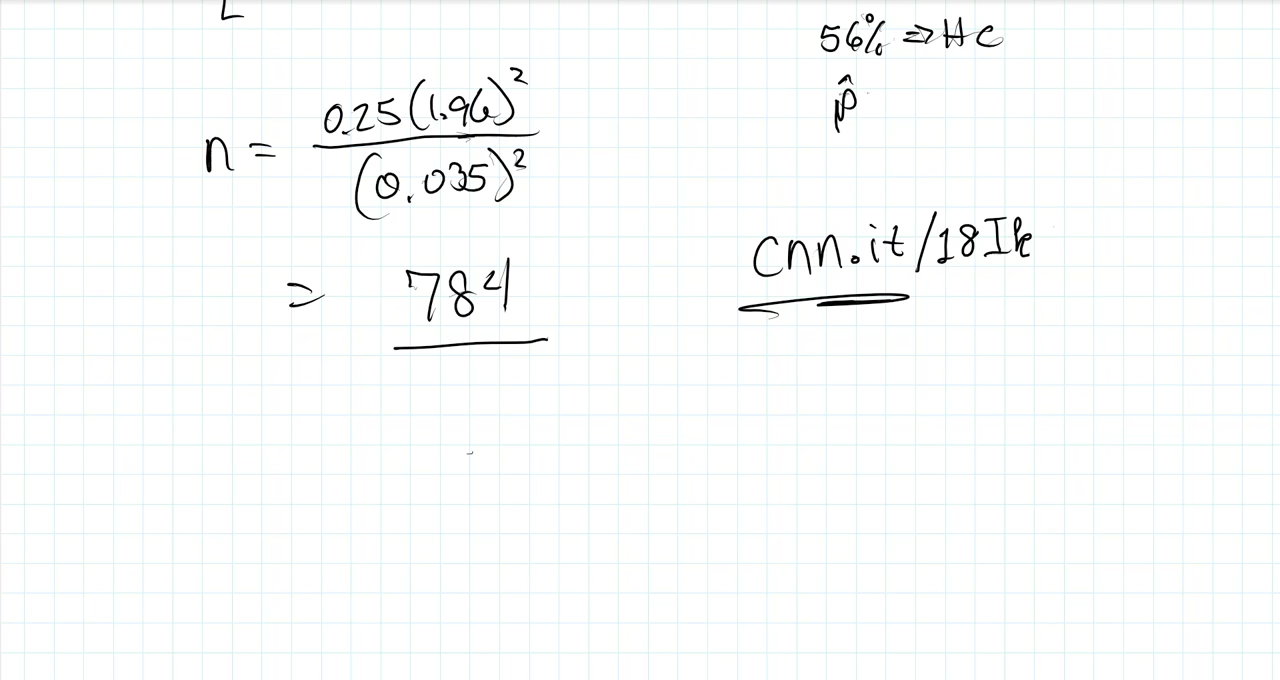 56% ⇒ HC
p̂
n = 0.25(1.96)² / (0.035)²
= 784
cnn.it/18Ik